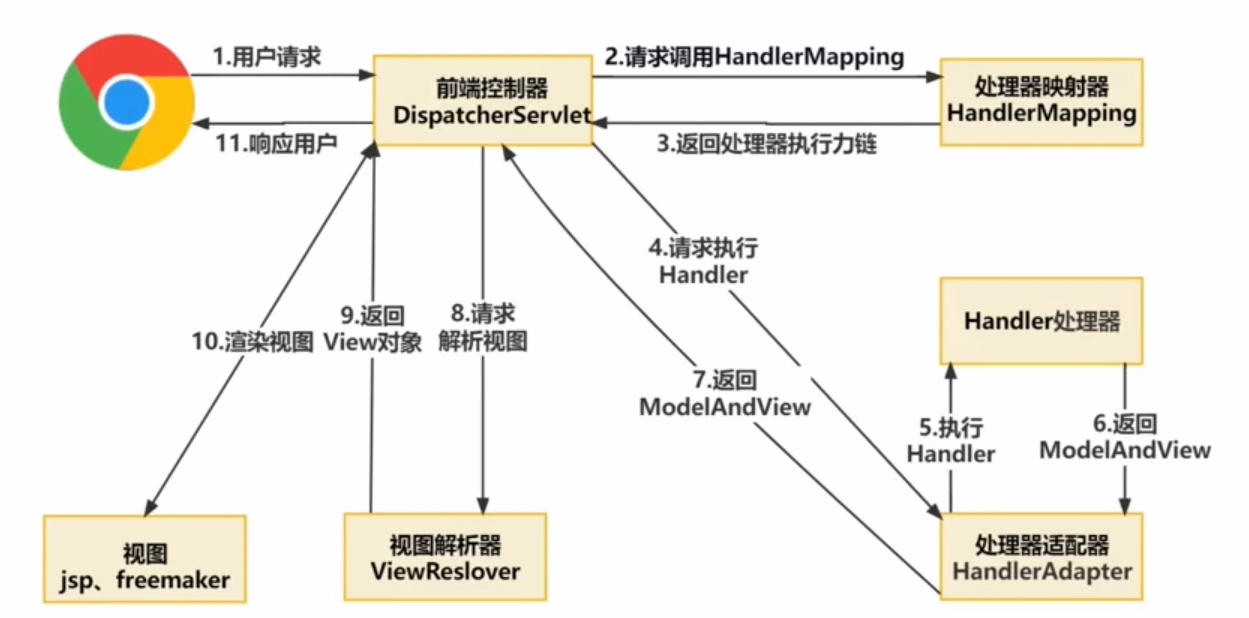 1.用户请求
2.请求调用HandlerMapping
前端控制器
DispatcherServlet
处理器映射器
HandlerMapping
11.响应用户
3.返回处理器执行力链
4.请求执行
Handler
Handler处理器
9.返回
View对象
8.请求
解析视图
10.渲染视图
7.返回
ModelAndView
5.执行
Handler
6.返回
ModelAndView
视图
jsp、freemaker
视图解析器
ViewReslover
处理器适配器
HandlerAdapter